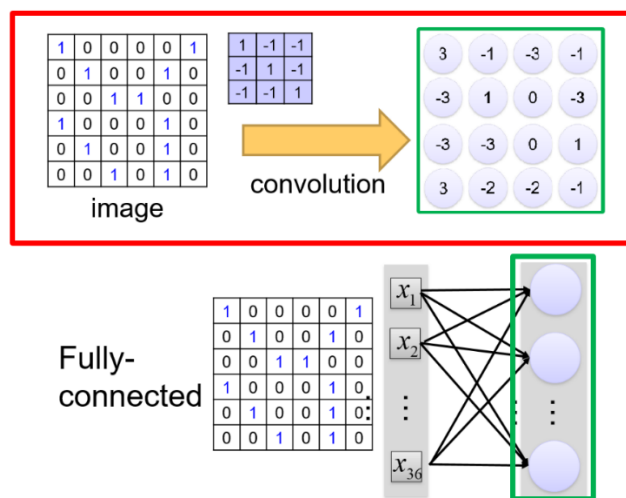 1 0 0 0 0 1
0 1 0 0 1 0
0 0 1 1 0 0
1 0 0 0 1 0
0 1 0 0 1 0
0 0 1 0 1 0
image
1 -1 -1
-1 1 -1
-1 -1 1
convolution
3 -1 -3 -1
-3 1 0 -3
-3 -3 0 1
3 -2 -2 -1
Fully-
connected
1 0 0 0 0 1
0 1 0 0 1 0
0 0 1 1 0 0
1 0 0 0 1 0
0 1 0 0 1 0
0 0 1 0 1 0
x₁
x₂
⋮
⋮
x₃₆
⋮ ⋮